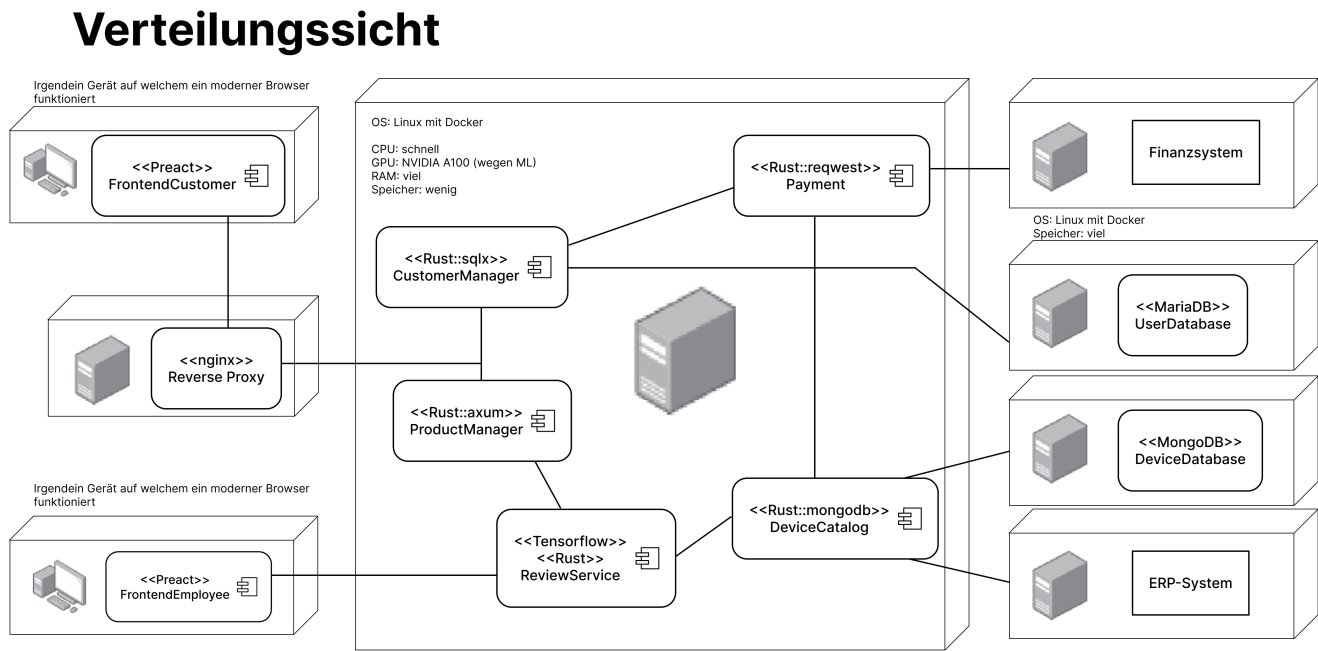 Verteilungssicht
Irgendein Gerät auf welchem ein moderner Browser
funktioniert
<<Preact>>
FrontendCustomer
<<nginx>>
Reverse Proxy
Irgendein Gerät auf welchem ein moderner Browser
funktioniert
<<Preact>>
FrontendEmployee
OS: Linux mit Docker
CPU: schnell
GPU: NVIDIA A100 (wegen ML)
RAM: viel
Speicher: wenig
<<Rust::sqlx>>
CustomerManager
<<Rust::axum>>
ProductManager
<<Tensorflow>>
<<Rust>>
ReviewService
<<Rust::reqwest>>
Payment
<<Rust::mongodb>>
DeviceCatalog
Finanzsystem
OS: Linux mit Docker
Speicher: viel
<<MariaDB>>
UserDatabase
<<MongoDB>>
DeviceDatabase
ERP-System